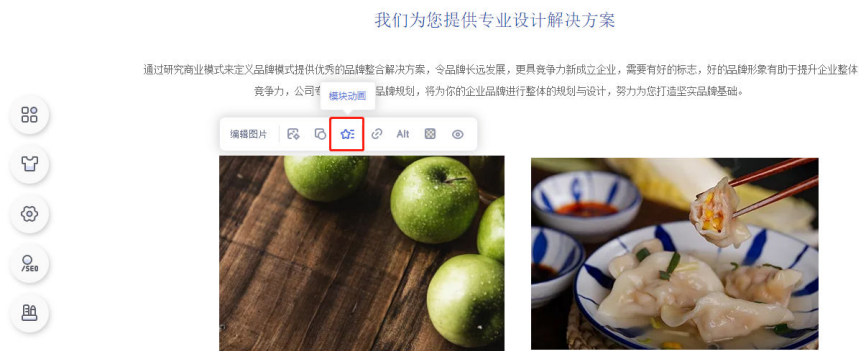 我们为您提供专业设计解决方案
通过研究商业模式来定义品牌模式提供优秀的品牌整合解决方案，令品牌长远发展，更具竞争力新成立企业，需要有好的标志，好的品牌形象有助于提升企业整体
竞争力，公司专 品牌规划，将为你的企业品牌进行整体的规划与设计，努力为您打造坚实品牌基础。
模块动画
编辑图片 Alt
/SEO